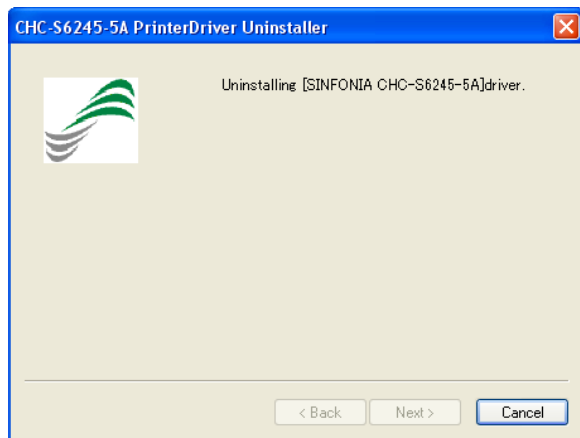 CHC-S6245-5A PrinterDriver Uninstaller
Uninstalling [SINFONIA CHC-S6245-5A]driver.
< Back
Next >
Cancel